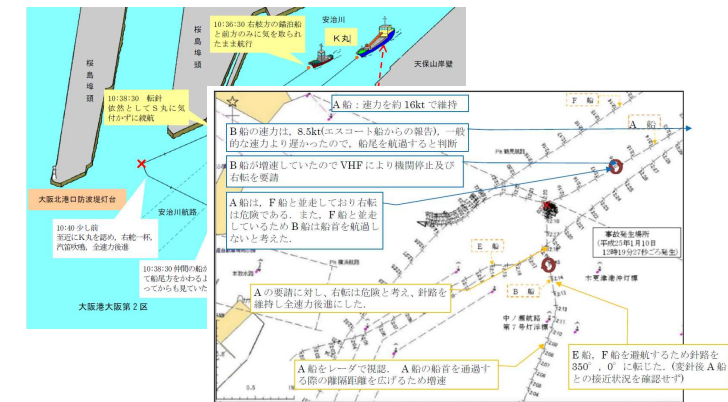 安治川
10:36:30 右舷方の錨泊船
と前方のみに気を取られ
たまま航行
K丸
桜島埠頭
桜島埠頭
天保山岸壁
10:38:30 転針
依然としてS丸に気
付かずに続航
大阪北港口防波堤灯台
安治川航路
10:40 少し前
至近にK丸を認め，右舵一杯，
汽笛吹鳴，全速力後進
10:38:30 仲間の船が
て船尾方をかわるよ
ってからも見ていた
大阪港大阪第2区
A船：速力を約16ktで維持
B船の速力は，8.5kt(エスコート船からの報告)，一般
的な速力より遅かったので，船尾を航過すると判断
B船が増速していたのでVHFにより機関停止及び
右転を要請
A船は，F船と並走しており右転
は危険である．また，F船と並走
しているためB船は船首を航過し
ないと考えた．
F 船
A 船
E 船
B 船
事故発生場所
(平成25年1月10日
12時19分27秒ごろ発生)
木更津港沖灯標
中ノ瀬航路
第7号灯浮標
Aの要請に対し、右転は危険と考え、針路を
維持し全速力後進にした．
A船をレーダで視認． A船の船首を通過す
る際の離隔距離を広げるため増速
E船，F船を避航するため針路を
350°，0°に転じた．(変針後A船
との接近状況を確認せず)